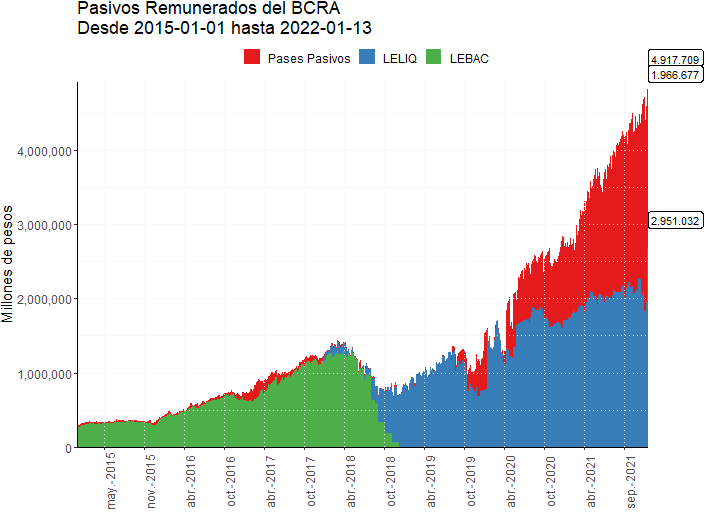 Pasivos Remunerados del BCRA
Desde 2015-01-01 hasta 2022-01-13
Pases Pasivo LELIQ LEBAC
4.917.709
1.966.677
2.951.032
Millones de pesos
4,000,000
3,000,000
2,000,000
1,000,000
0
may.-2015
nov.-2015
abr.-2016
oct.-2016
abr.-2017
oct.-2017
abr.-2018
oct.-2018
abr.-2019
oct.-2019
abr.-2020
oct.-2020
abr.-2021
sep.-2021